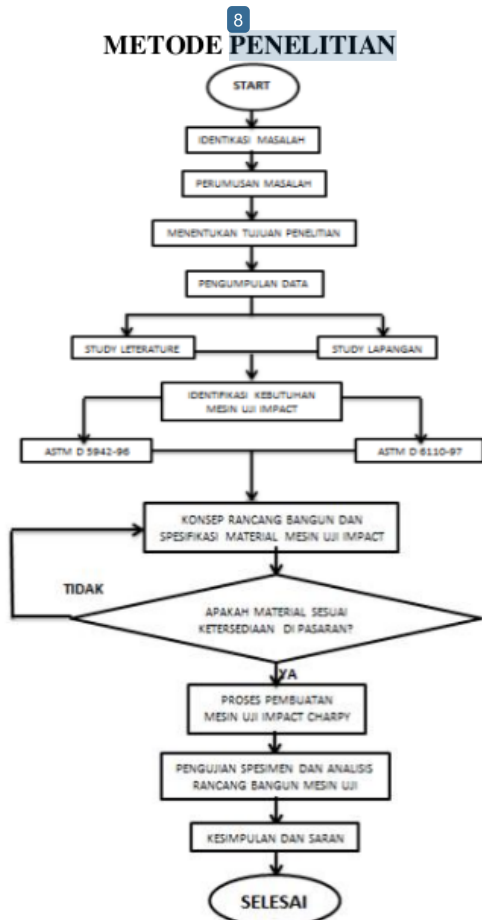 8
METODE PENELITIAN
START
IDENTIKASI MASALAH
PERUMUSAN MASALAH
MENENTUKAN TUJUAN PENELITIAN
PENGUMPULAN DATA
STUDY LETERATURE
STUDY LAPANGAN
IDENTIFIKASI KEBUTUHAN
MESIN UJI IMPACT
ASTM D 5942-96
ASTM D 6110-97
KONSEP RANCANG BANGUN DAN
SPESIFIKASI MATERIAL MESIN UJI IMPACT
TIDAK
APAKAH MATERIAL SESUAI
KETERSEDIAAN DI PASARAN?
YA
PROSES PEMBUATAN
MESIN UJI IMPACT CHARPY
PENGUJIAN SPESIMEN DAN ANALISIS
RANCANG BANGUN MESIN UJI
KESIMPULAN DAN SARAN
SELESAI